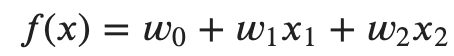 f(x) = w₀ + w₁x₁ + w₂x₂